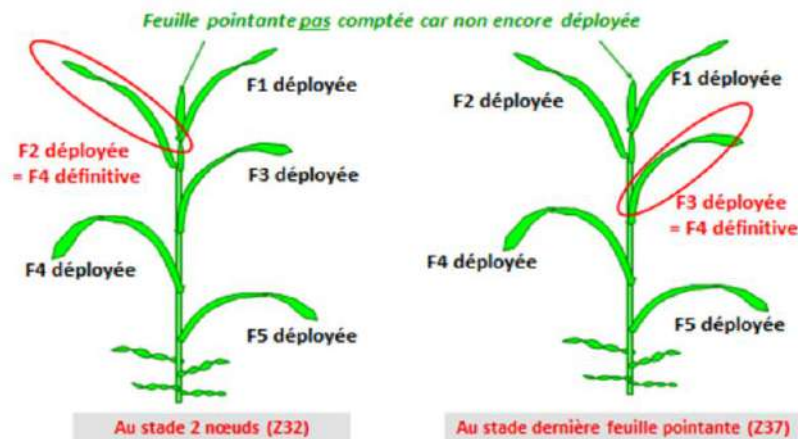 Feuille pointante pas comptée car non encore déployée
F1 déployée
F2 déployée
= F4 définitive
F3 déployée
F4 déployée
F5 déployée
Au stade 2 nœuds (Z32)
F2 déployée
F1 déployée
F3 déployée
= F4 définitive
F4 déployée
F5 déployée
Au stade dernière feuille pointante (Z37)